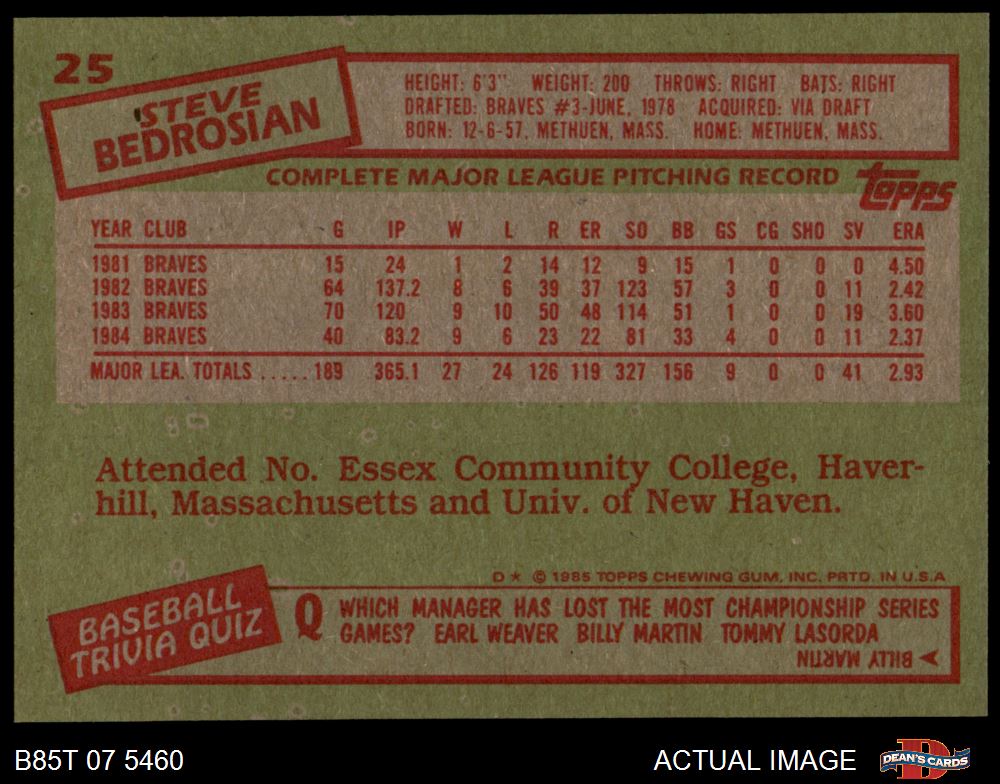 25
STEVE
BEDROSIAN
HEIGHT: 6'3" WEIGHT: 200 THROWS: RIGHT BATS: RIGHT
DRAFTED: BRAVES #3-JUNE, 1978 ACQUIRED: VIA DRAFT
BORN: 12-6-57, METHUEN, MASS. HOME: METHUEN, MASS.
COMPLETE MAJOR LEAGUE PITCHING RECORD
topps
YEAR CLUB G IP W L R ER SO BB GS CG SHO SV ERA
1981 BRAVES 15 24 1 2 14 12 9 15 1 0 0 0 4.50
1982 BRAVES 64 137.2 8 6 39 37 123 57 3 0 0 11 2.42
1983 BRAVES 70 120 9 10 50 48 114 51 1 0 0 19 3.60
1984 BRAVES 40 83.2 9 6 23 22 81 33 4 0 0 11 2.37
MAJOR LEA. TOTALS ..... 189 365.1 27 24 126 119 327 156 9 0 0 41 2.93
Attended No. Essex Community College, Haver-
hill, Massachusetts and Univ. of New Haven.
D★ © 1985 TOPPS CHEWING GUM, INC. PRTD. IN U.S.A
BASEBALL
TRIVIA QUIZ
Q WHICH MANAGER HAS LOST THE MOST CHAMPIONSHIP SERIES
GAMES? EARL WEAVER BILLY MARTIN TOMMY LASORDA
BILLY MARTIN
B85T 07 5460
ACTUAL IMAGE
DEAN'S CARDS